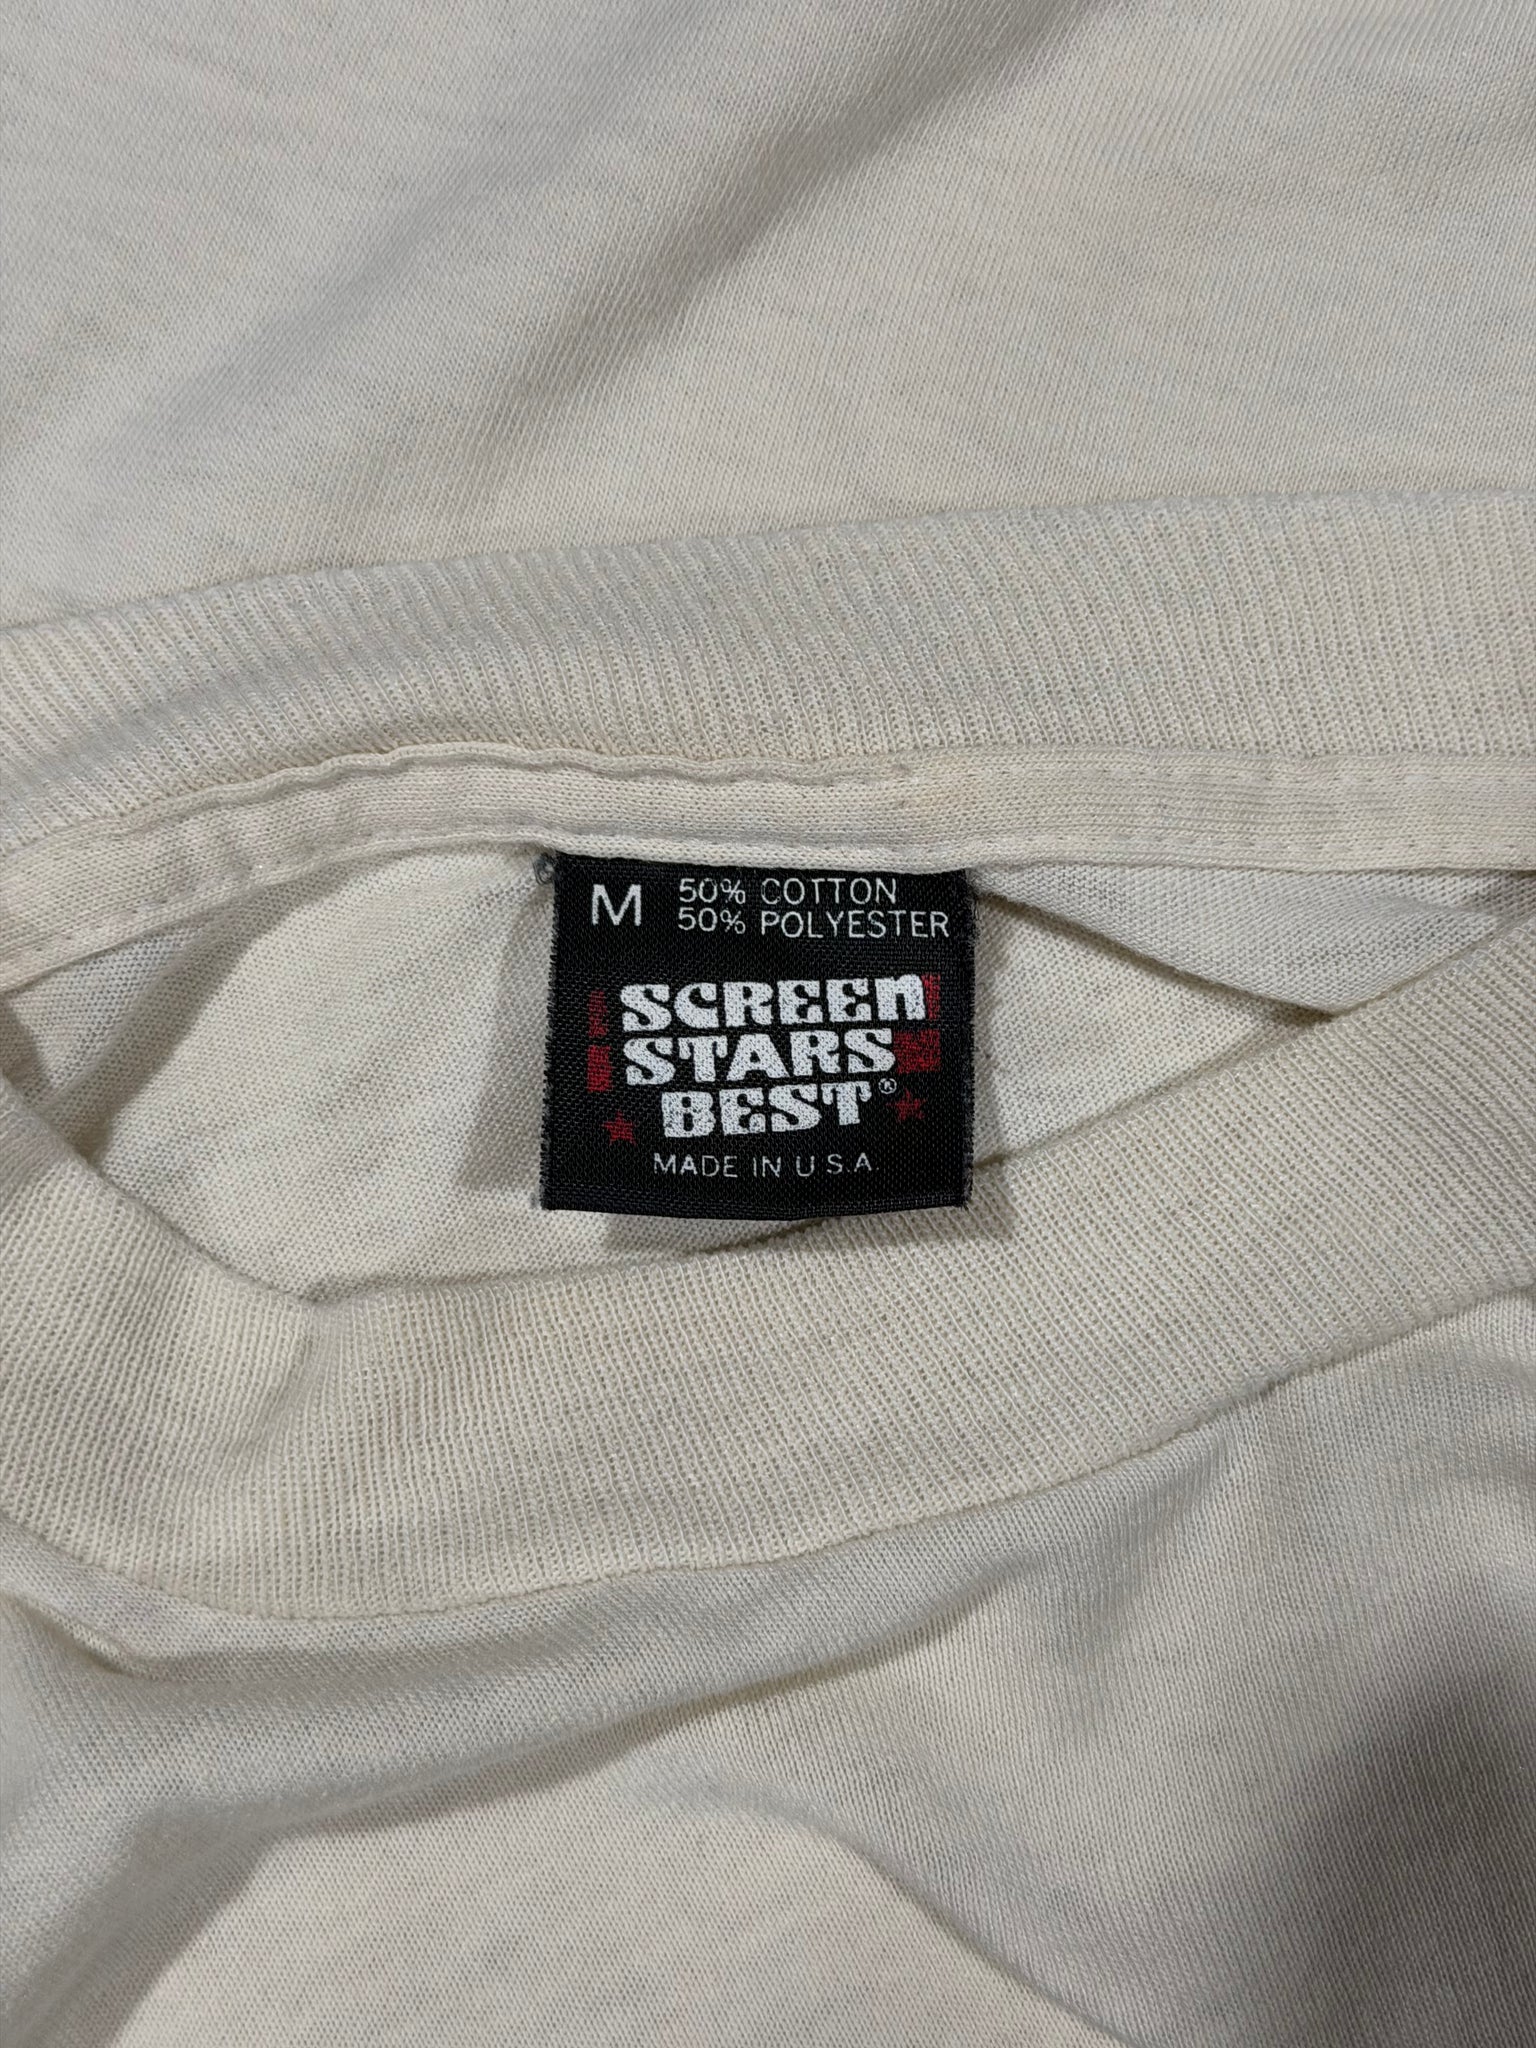 M 50% COTTON
50% POLYESTER
SCREEN
STARS
BEST®
MADE IN U.S.A